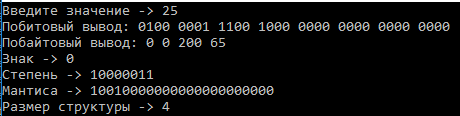 Введите значение -> 25
Побитовый вывод: 0100 0001 1100 1000 0000 0000 0000 0000
Побайтовый вывод: 0 0 200 65
Знак -> 0
Степень -> 10000011
Мантиса -> 10010000000000000000000
Размер структуры -> 4